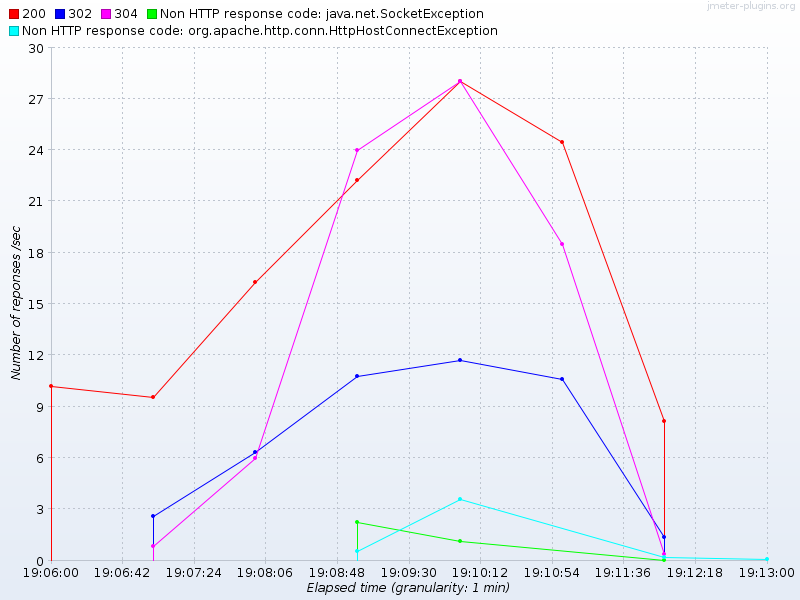 200 302 304 Non HTTP response code: java.net.SocketException
jmeter-plugins.org
Non HTTP response code: org.apache.http.conn.HttpHostConnectException
30
27
24
21
18
15
12
9
6
3
0
Number of reponses /sec
19:06:00 19:06:42 19:07:24 19:08:06 19:08:48 19:09:30 19:10:12 19:10:54 19:11:36 19:12:18 19:13:00
Elapsed time (granularity: 1 min)